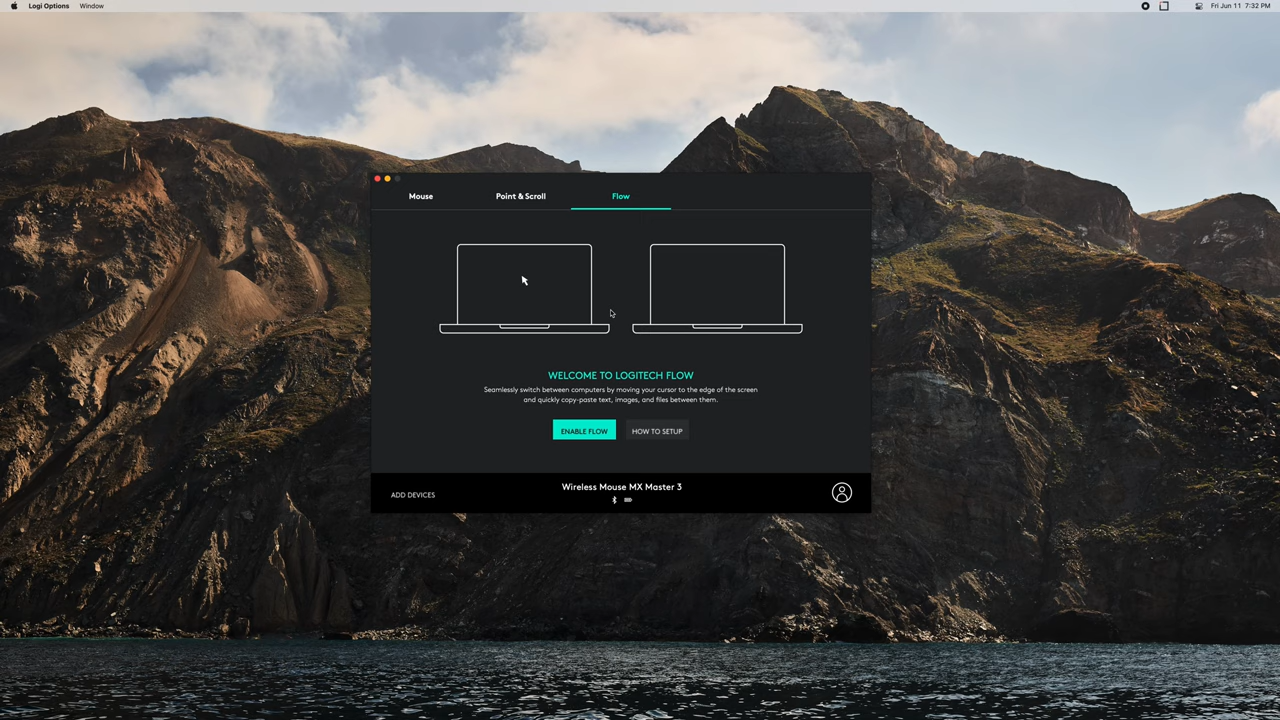 Logi Options Window
Fri Jun 11 7:32 PM
Mouse
Point & Scroll
Flow
WELCOME TO LOGITECH FLOW
Seamlessly switch between computers by moving your cursor to the edge of the screen
and quickly copy-paste text, images, and files between them.
ENABLE FLOW
HOW TO SETUP
ADD DEVICES
Wireless Mouse MX Master 3